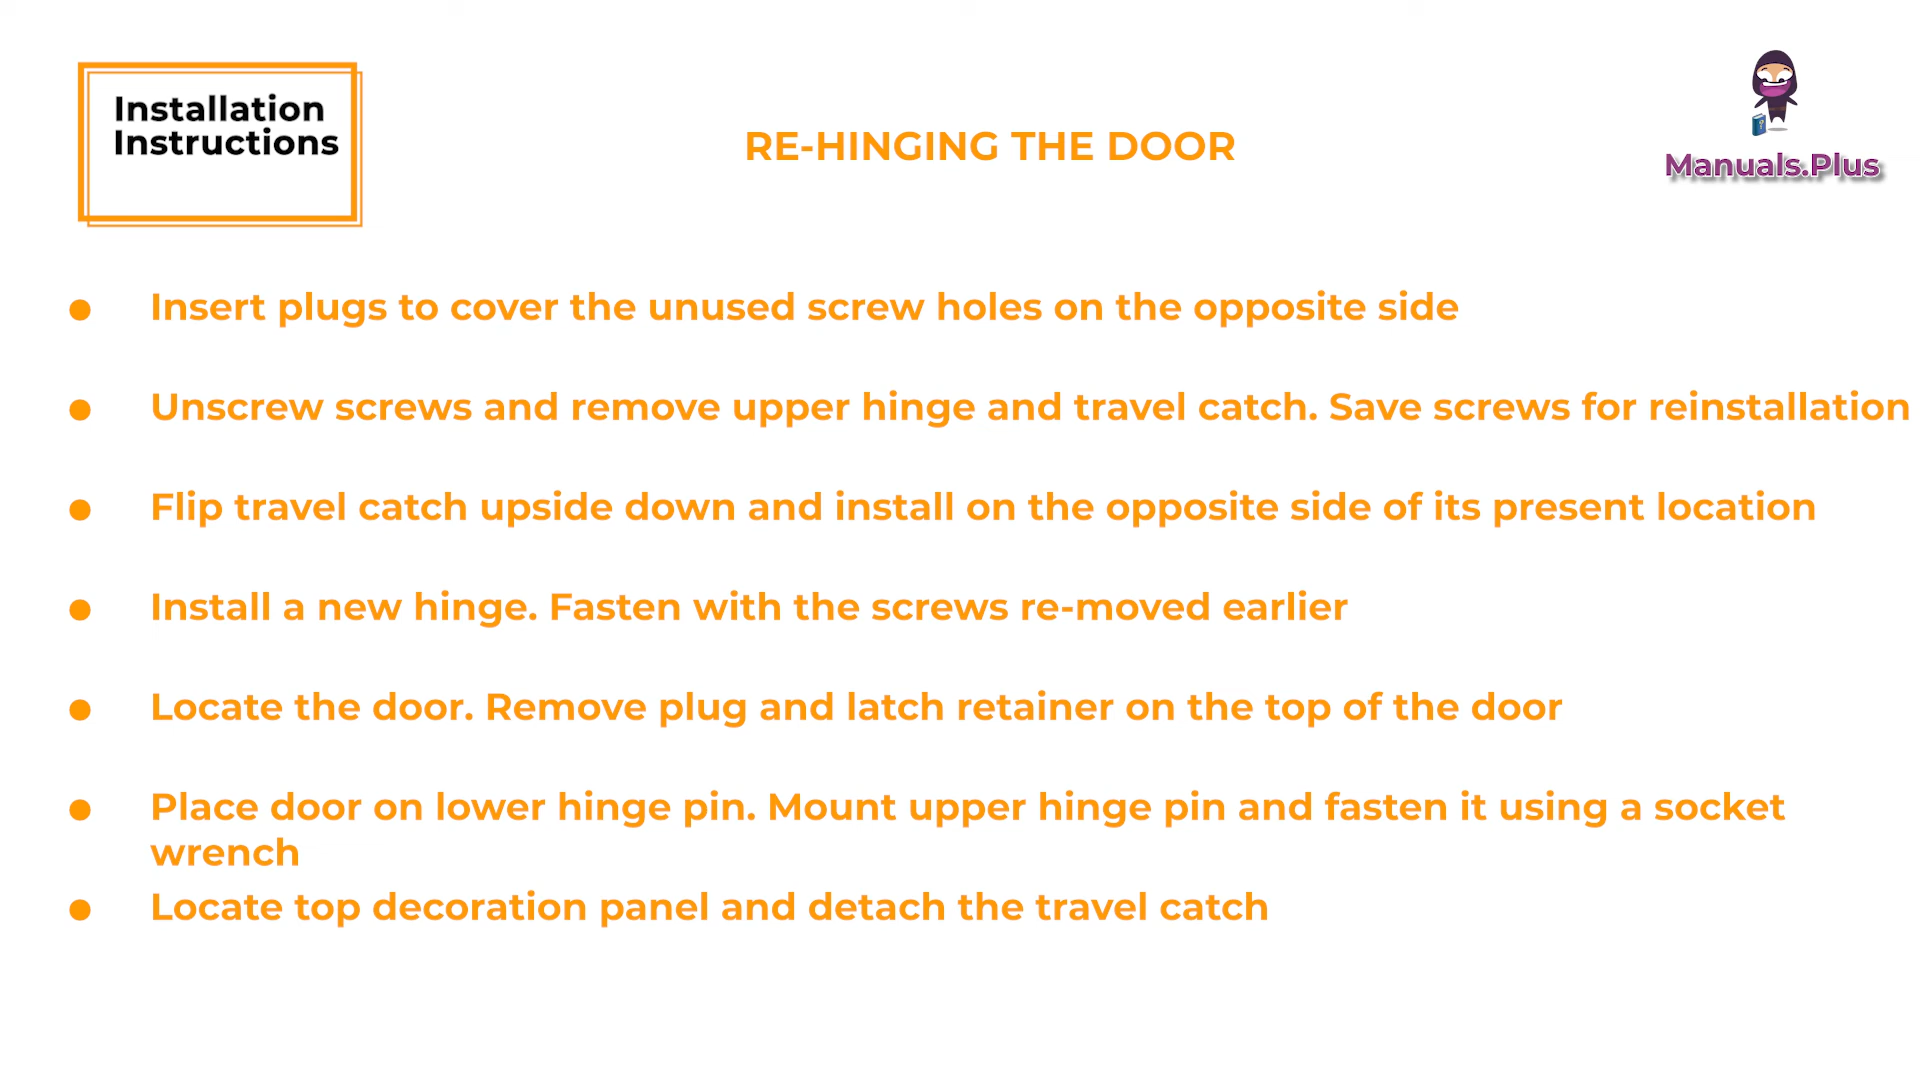 Installation
Instructions
RE-HINGING THE DOOR
Manuals.Plus
● Insert plugs to cover the unused screw holes on the opposite side
● Unscrew screws and remove upper hinge and travel catch. Save screws for reinstallation
● Flip travel catch upside down and install on the opposite side of its present location
● Install a new hinge. Fasten with the screws re-moved earlier
● Locate the door. Remove plug and latch retainer on the top of the door
● Place door on lower hinge pin. Mount upper hinge pin and fasten it using a socket
wrench
● Locate top decoration panel and detach the travel catch